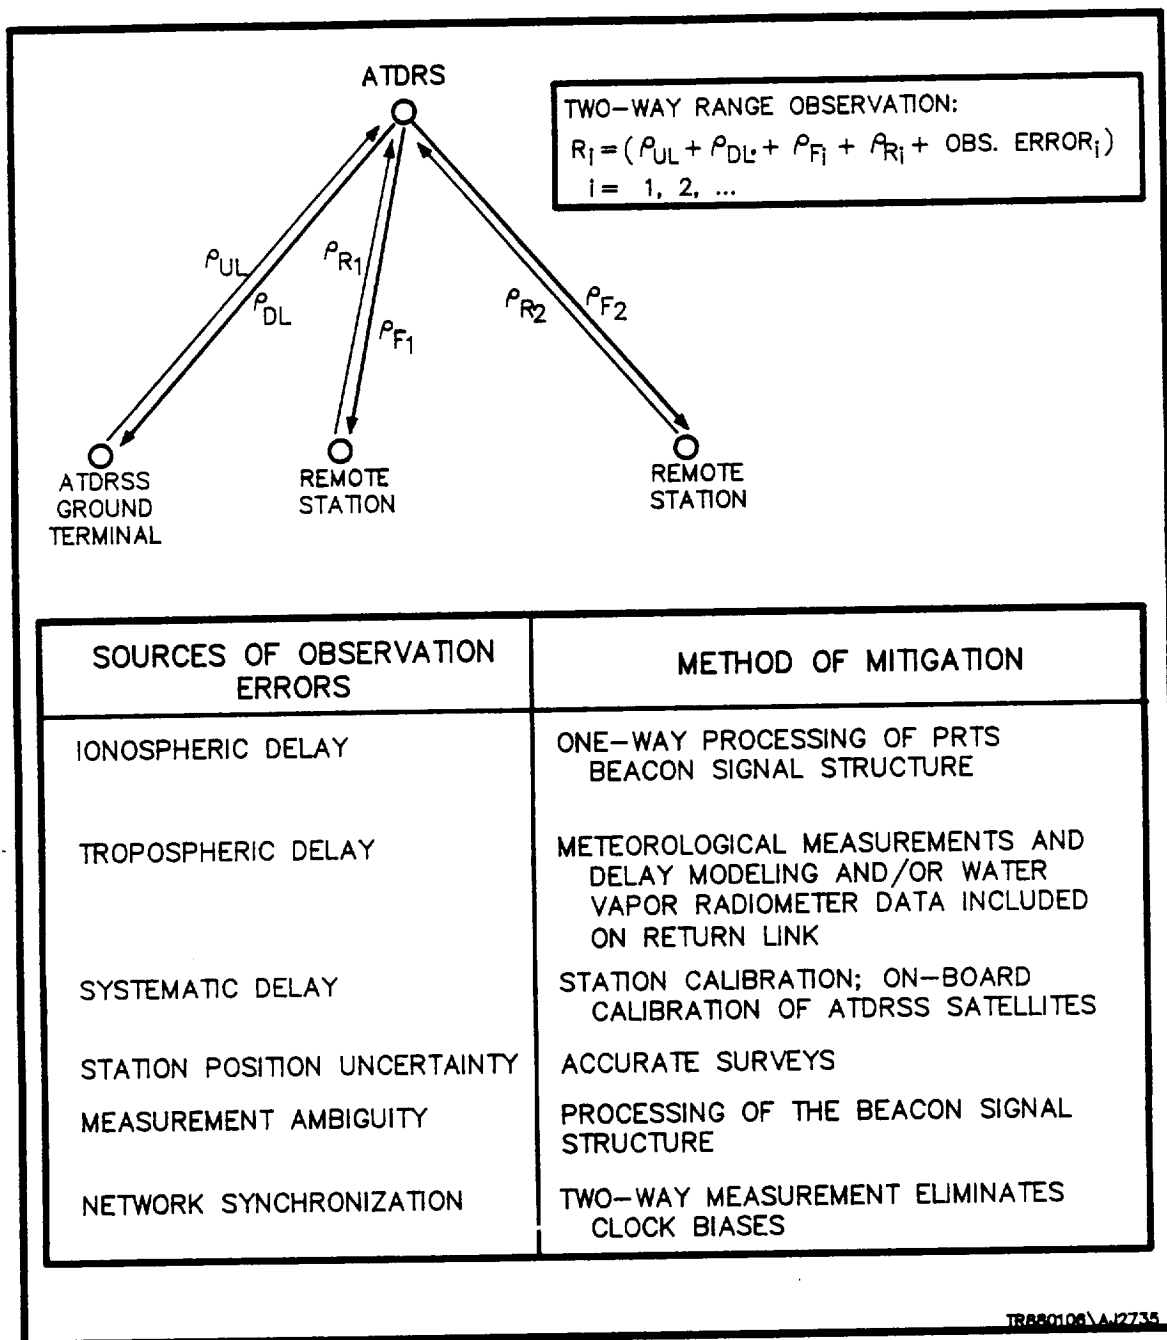 ATDRS
TWO-WAY RANGE OBSERVATION:
Ri = (ρUL + ρDL + ρFi + ρRi + OBS. ERRORi)
i = 1, 2, ...
ρUL
ρDL
ρR1
ρF1
ρR2
ρF2
ATDRSS
GROUND
TERMINAL
REMOTE
STATION
REMOTE
STATION
SOURCES OF OBSERVATION
ERRORS
METHOD OF MITIGATION
IONOSPHERIC DELAY
ONE-WAY PROCESSING OF PRTS
BEACON SIGNAL STRUCTURE
TROPOSPHERIC DELAY
METEOROLOGICAL MEASUREMENTS AND
DELAY MODELING AND/OR WATER
VAPOR RADIOMETER DATA INCLUDED
ON RETURN LINK
SYSTEMATIC DELAY
STATION CALIBRATION; ON-BOARD
CALIBRATION OF ATDRSS SATELLITES
STATION POSITION UNCERTAINTY
ACCURATE SURVEYS
MEASUREMENT AMBIGUITY
PROCESSING OF THE BEACON SIGNAL
STRUCTURE
NETWORK SYNCHRONIZATION
TWO-WAY MEASUREMENT ELIMINATES
CLOCK BIASES
TR880106\AJ2735